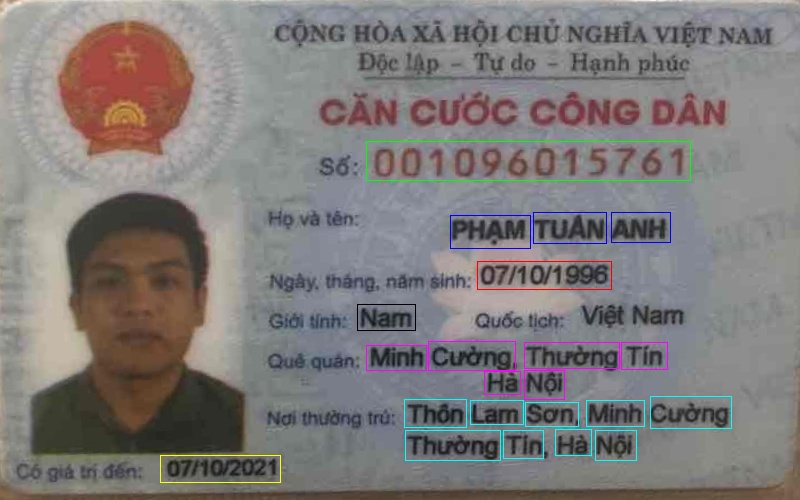 CỘNG HÒA XÃ HỘI CHỦ NGHĨA VIỆT NAM
Độc lập - Tự do - Hạnh phúc
CĂN CƯỚC CÔNG DÂN
Số: 001096015761
Họ và tên: PHẠM TUÂN ANH
Ngày, tháng, năm sinh: 07/10/1996
Giới tính: Nam Quốc tịch: Việt Nam
Quê quán: Minh Cường, Thường Tín
Hà Nội
Nơi thường trú: Thôn Lam Sơn, Minh Cường
Thường Tín, Hà Nội
Có giá trị đến: 07/10/2021